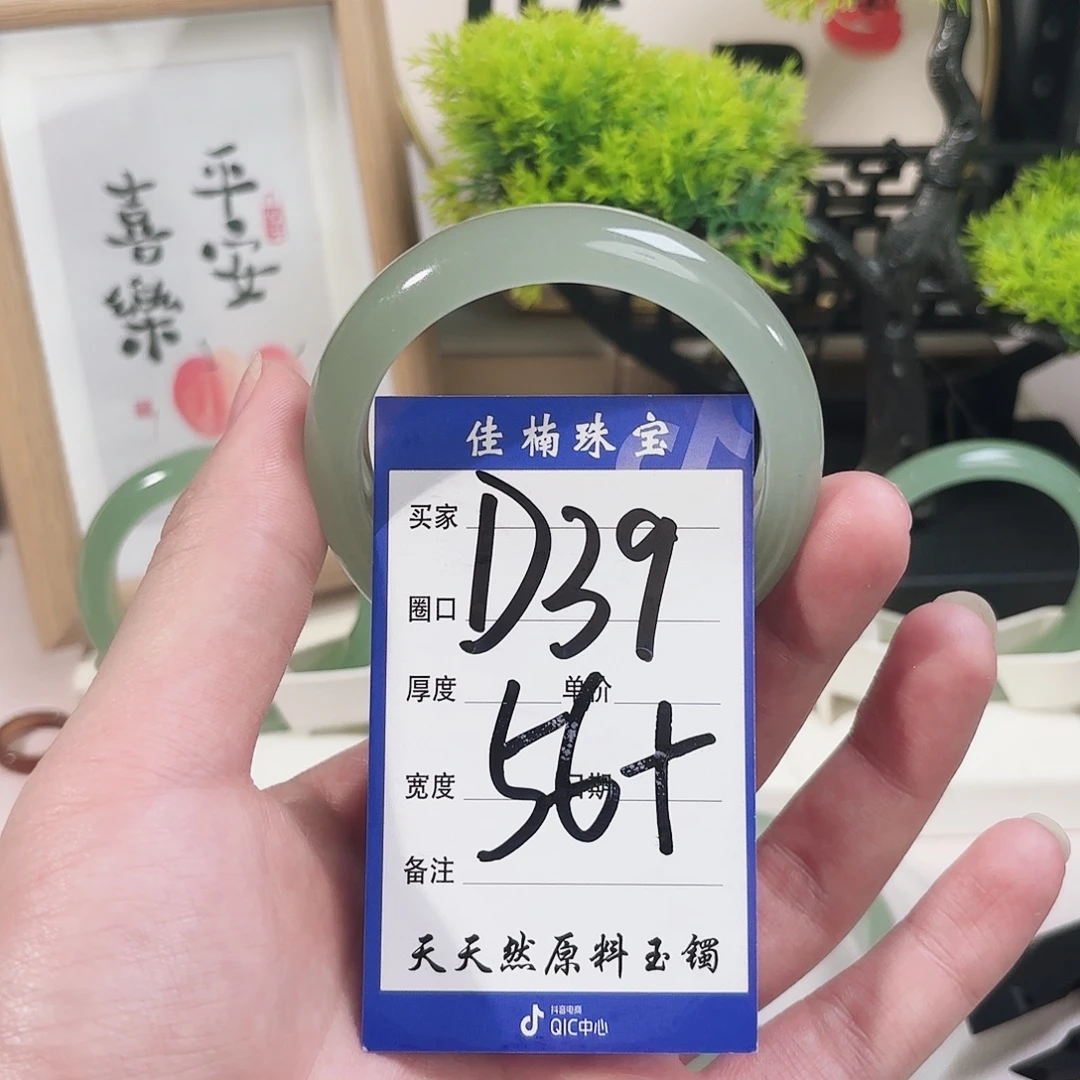 平安
喜樂
佳楠珠宝
买家
D39
圈口
厚度 单价
56+
宽度 日期
备注
天天然原料玉镯
抖音电商
QIC中心